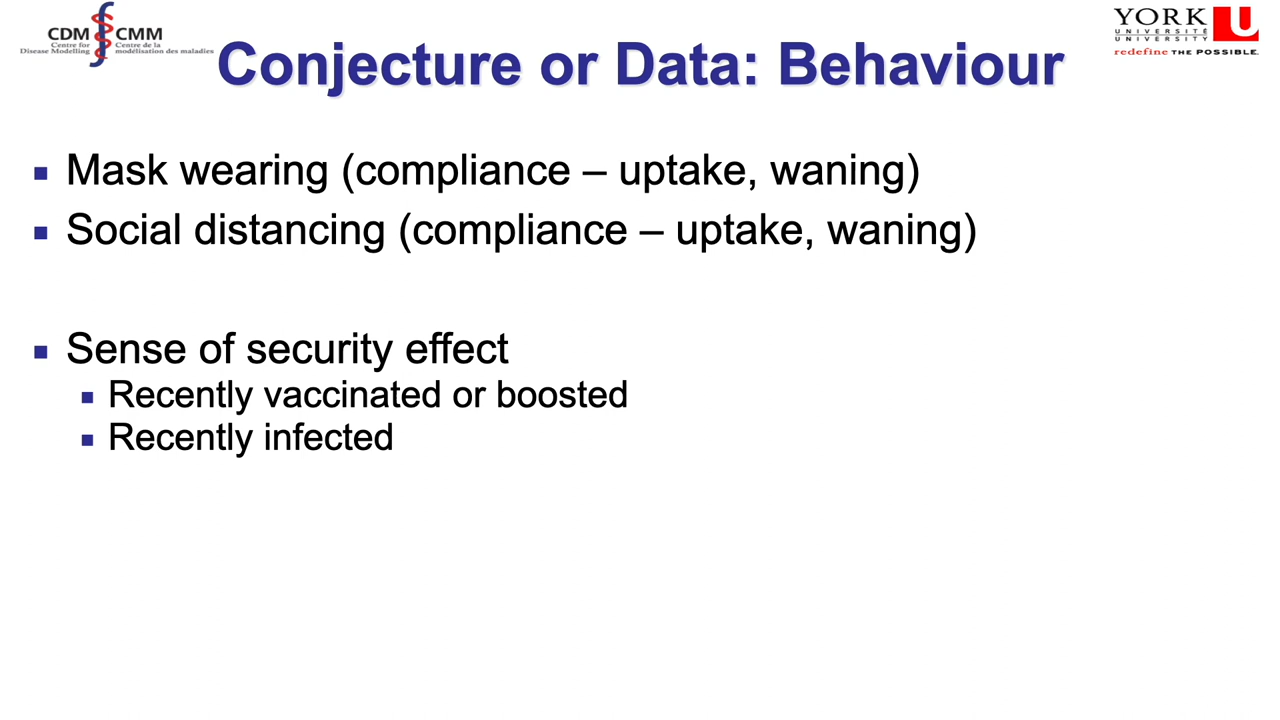 CDM CMM
Centre for Disease Modelling
Centre de la modélisation des maladies
YORK U
UNIVERSITÉ
UNIVERSITY
redefine THE POSSIBLE.
Conjecture or Data: Behaviour
Mask wearing (compliance – uptake, waning)
Social distancing (compliance – uptake, waning)
Sense of security effect
Recently vaccinated or boosted
Recently infected